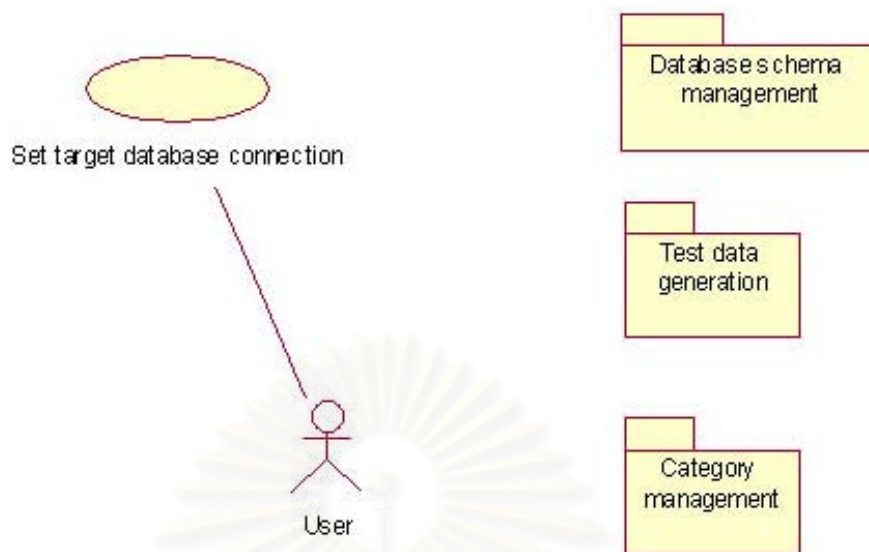 Database schema
management
Set target database connection
Test data
generation
Category
management
User